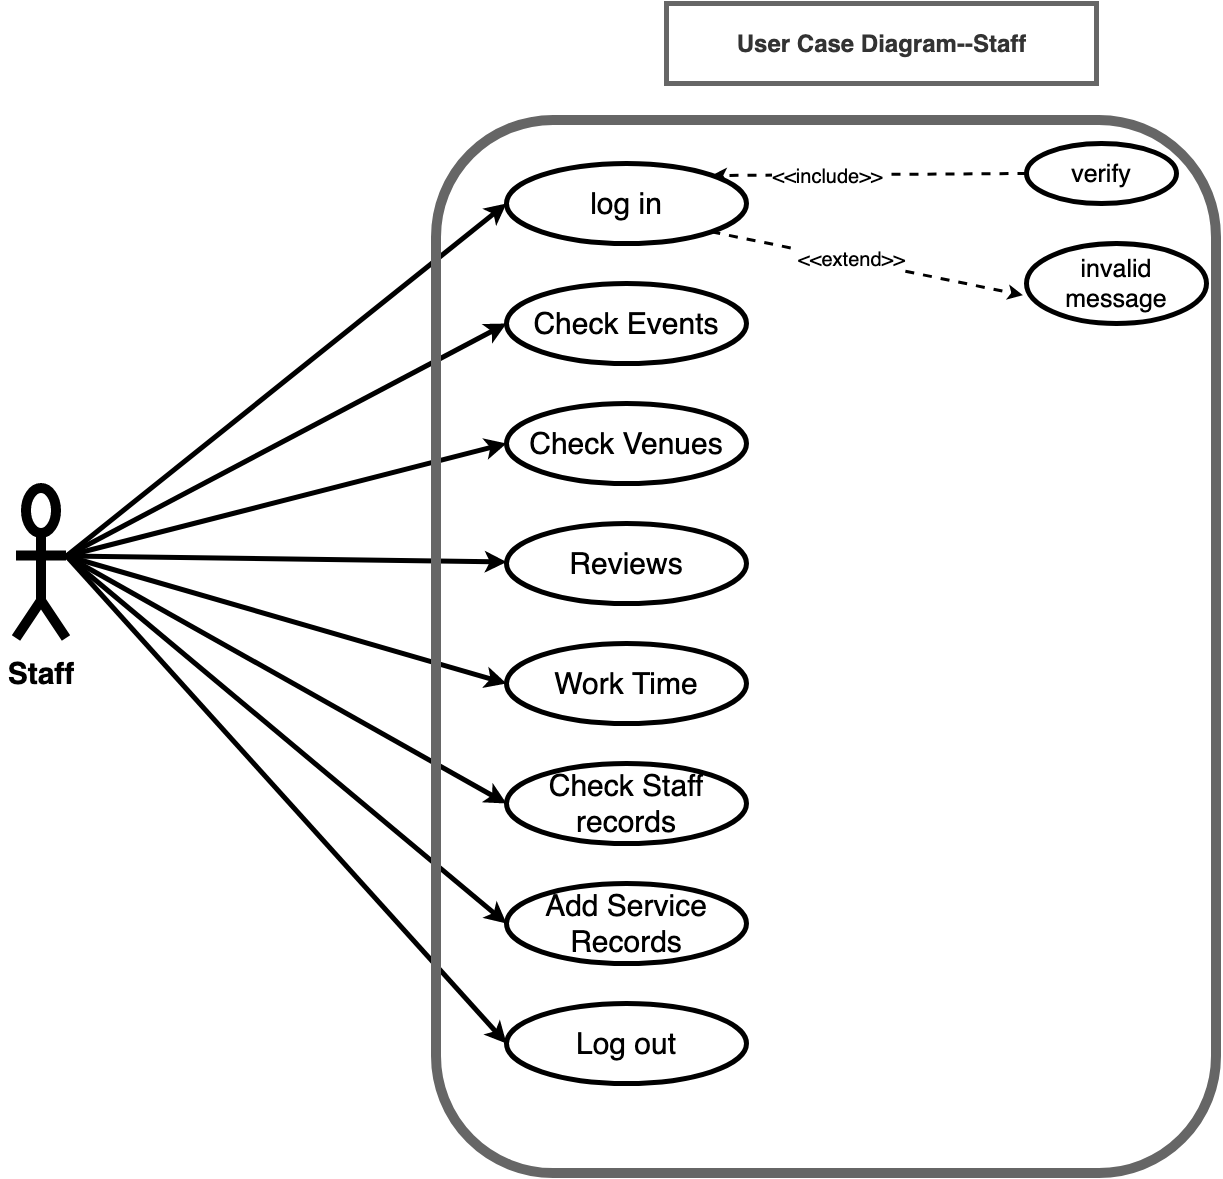 User Case Diagram--Staff
log in
<<include>>
verify
<<extend>>
invalid
message
Check Events
Check Venues
Reviews
Staff
Work Time
Check Staff
records
Add Service
Records
Log out